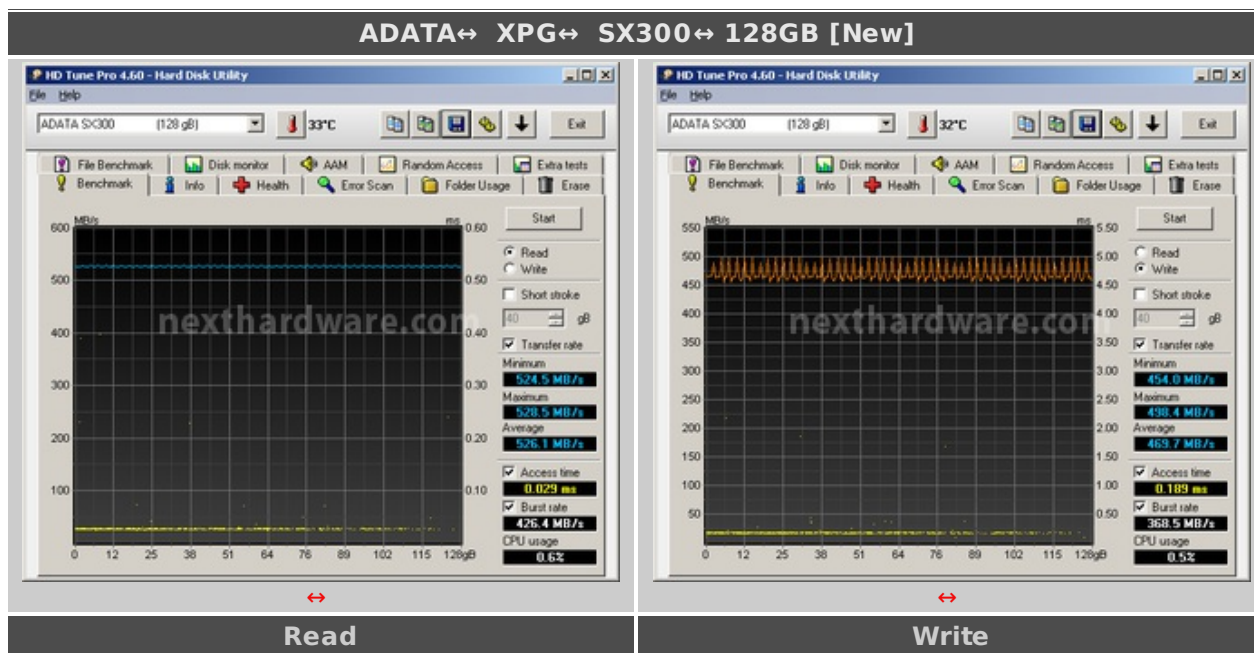 ADATA↔ XPG↔ SX300↔ 128GB [New]
HD Tune Pro 4.60 - Hard Disk Utility
File Help
ADATA SX300 (128 gB) 33°C Exit
File Benchmark Disk monitor AAM Random Access Extra tests
Benchmark Info Health Error Scan Folder Usage Erase
MB/s ms
Start
600 0.60
Read
Write
500 0.50
Short stroke
40 gB
400 0.40
Transfer rate
Minimum
524.5 MB/s
300 0.30
Maximum
528.5 MB/s
Average
526.1 MB/s
200 0.20
Access time
0.029 ms
100 0.10
Burst rate
426.4 MB/s
CPU usage
0.6%
0 12 25 38 51 64 76 89 102 115 128gB
nexthardware.com
↔
Read
HD Tune Pro 4.60 - Hard Disk Utility
File Help
ADATA SX300 (128 gB) 32°C Exit
File Benchmark Disk monitor AAM Random Access Extra tests
Benchmark Info Health Error Scan Folder Usage Erase
MB/s ms
Start
550 5.50
Read
Write
500 5.00
450 4.50
Short stroke
40 gB
400 4.00
350 3.50
Transfer rate
Minimum
454.0 MB/s
300 3.00
250 2.50
Maximum
498.4 MB/s
Average
469.7 MB/s
200 2.00
150 1.50
Access time
0.189 ms
100 1.00
Burst rate
368.5 MB/s
50 0.50
CPU usage
0.5%
0 12 25 38 51 64 76 89 102 115 128gB
nexthardware.com
↔
Write